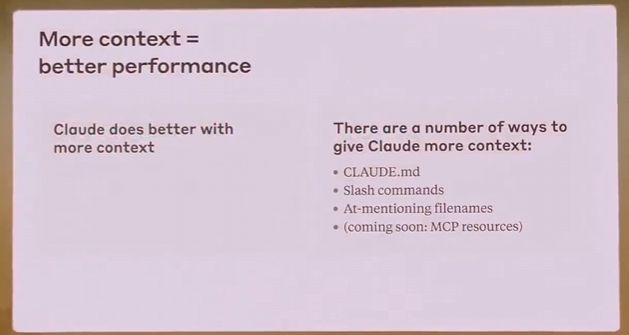 More context =
better performance
Claude does better with
more context
There are a number of ways to
give Claude more context:
• CLAUDE.md
• Slash commands
• At-mentioning filenames
• (coming soon: MCP resources)